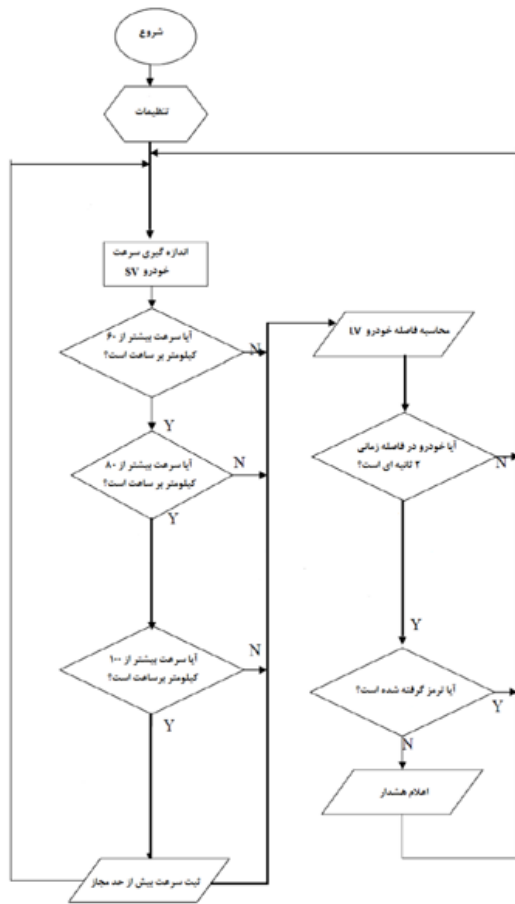 شروع
تنظیمات
اندازه گیری سرعت
خودرو SV
آیا سرعت بیشتر از ۶۰
کیلومتر بر ساعت است؟
N
Y
آیا سرعت بیشتر از ۸۰
کیلومتر بر ساعت است؟
N
Y
آیا سرعت بیشتر از ۱۰۰
کیلومتر بر ساعت است؟
N
Y
ثبت سرعت بیش از حد مجاز
محاسبه فاصله خودرو LV
آیا خودرو در فاصله زمانی
۲ ثانیه ای است؟
N
Y
آیا ترمز گرفته شده است؟
Y
N
اعلام هشدار